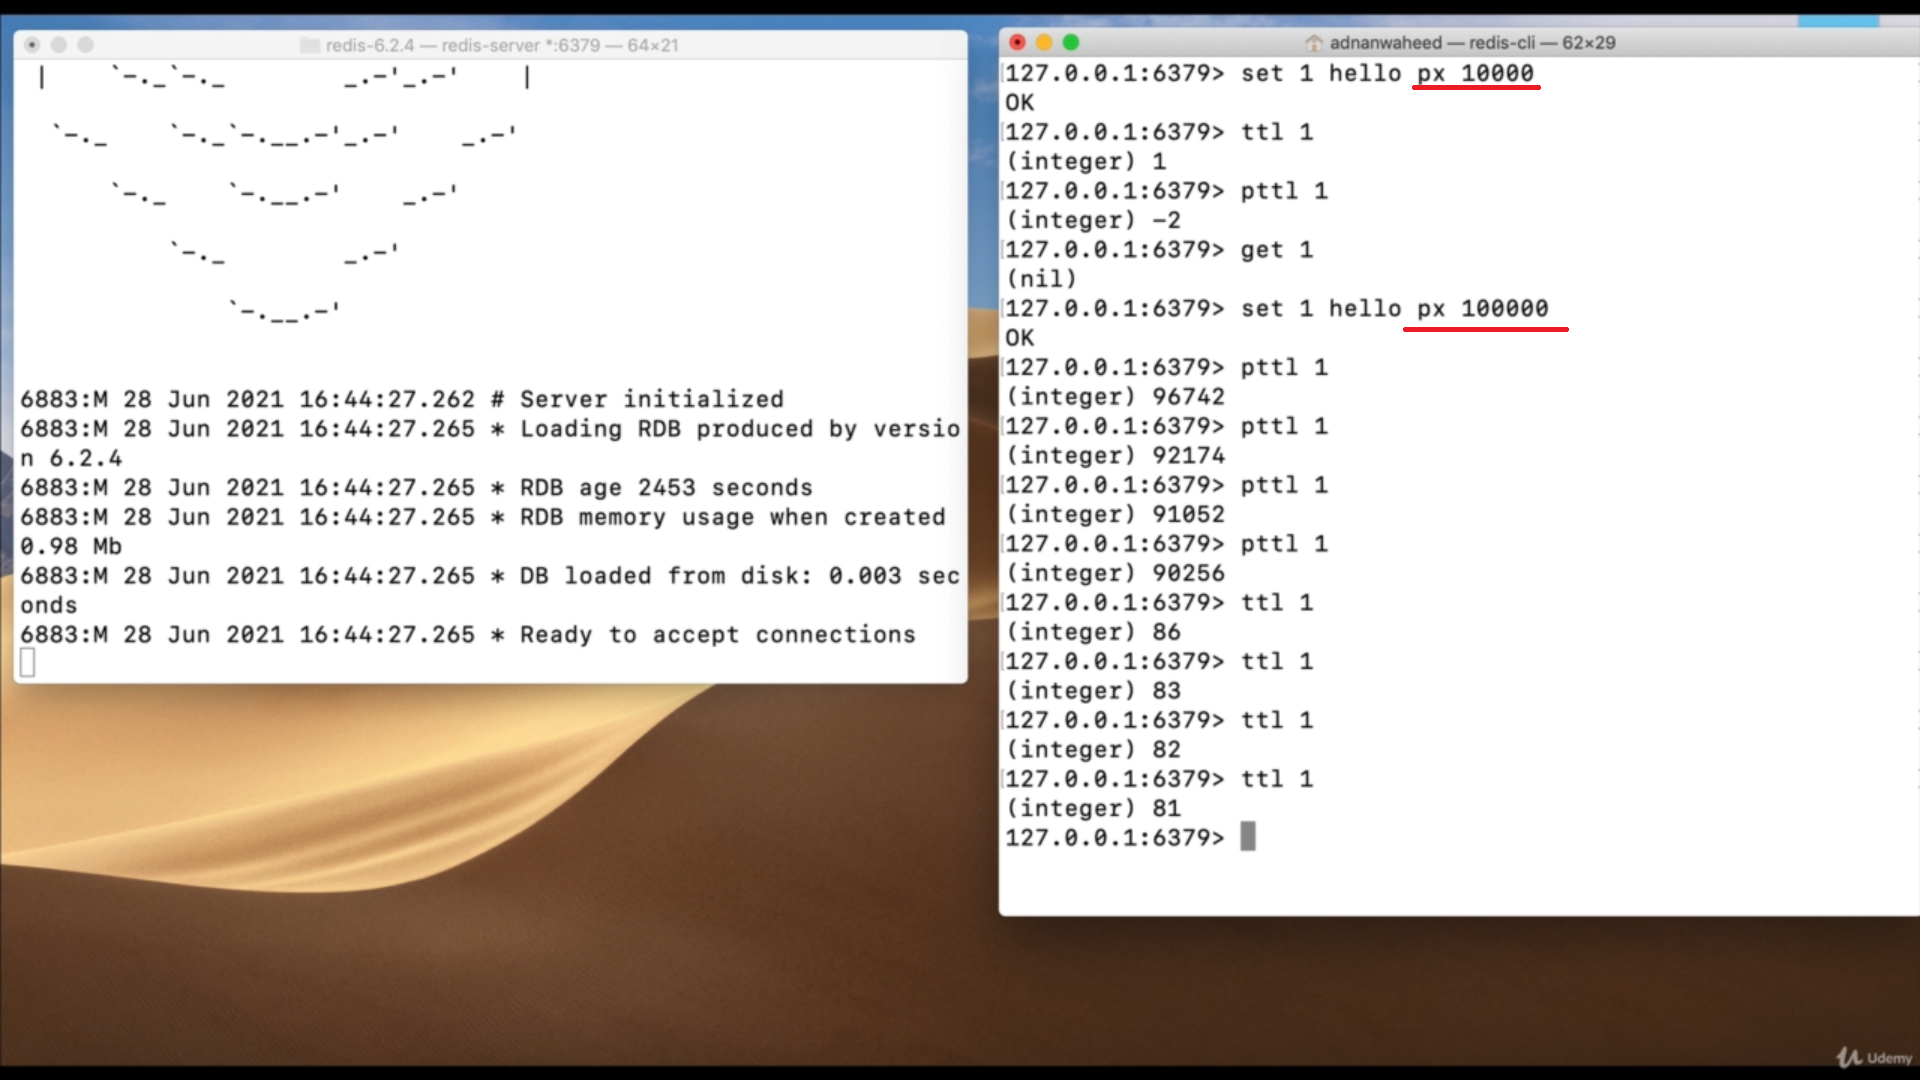 redis-6.2.4 — redis-server *:6379 — 64×21
|     `-._`-._        _.-'_.-'     |
`-._    `-._`-.__.-'_.-'    _.-'
`-._    `-.__.-'    _.-'
`-._        _.-'
`-.__.-'
6883:M 28 Jun 2021 16:44:27.262 # Server initialized
6883:M 28 Jun 2021 16:44:27.265 * Loading RDB produced by versio
n 6.2.4
6883:M 28 Jun 2021 16:44:27.265 * RDB age 2453 seconds
6883:M 28 Jun 2021 16:44:27.265 * RDB memory usage when created
0.98 Mb
6883:M 28 Jun 2021 16:44:27.265 * DB loaded from disk: 0.003 sec
onds
6883:M 28 Jun 2021 16:44:27.265 * Ready to accept connections
adnanwaheed — redis-cli — 62×29
[127.0.0.1:6379> set 1 hello px 10000
OK
[127.0.0.1:6379> ttl 1
(integer) 1
[127.0.0.1:6379> pttl 1
(integer) -2
[127.0.0.1:6379> get 1
(nil)
[127.0.0.1:6379> set 1 hello px 100000
OK
[127.0.0.1:6379> pttl 1
(integer) 96742
[127.0.0.1:6379> pttl 1
(integer) 92174
[127.0.0.1:6379> pttl 1
(integer) 91052
[127.0.0.1:6379> pttl 1
(integer) 90256
[127.0.0.1:6379> ttl 1
(integer) 86
[127.0.0.1:6379> ttl 1
(integer) 83
[127.0.0.1:6379> ttl 1
(integer) 82
[127.0.0.1:6379> ttl 1
(integer) 81
127.0.0.1:6379>
Udemy